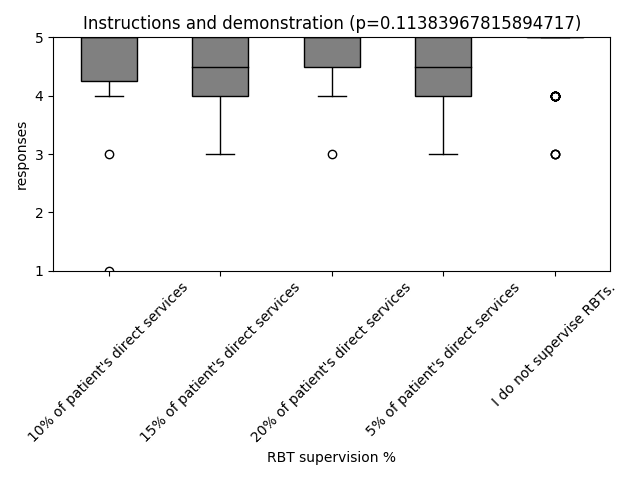 Instructions and demonstration (p=0.11383967815894717)
5
4
3
2
1
responses
10% of patient's direct services
15% of patient's direct services
20% of patient's direct services
5% of patient's direct services
I do not supervise RBTs.
RBT supervision %